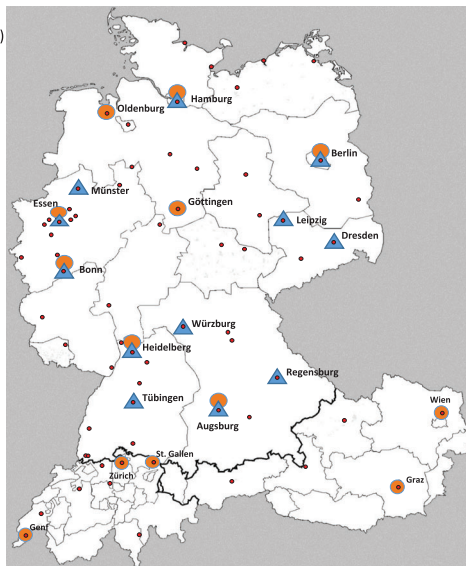 )
Hamburg
Oldenburg
Berlin
Münster
Essen
Göttingen
Leipzig
Dresden
Bonn
Würzburg
Heidelberg
Regensburg
Tübingen
Augsburg
Wien
St. Gallen
Zürich
Graz
Genf